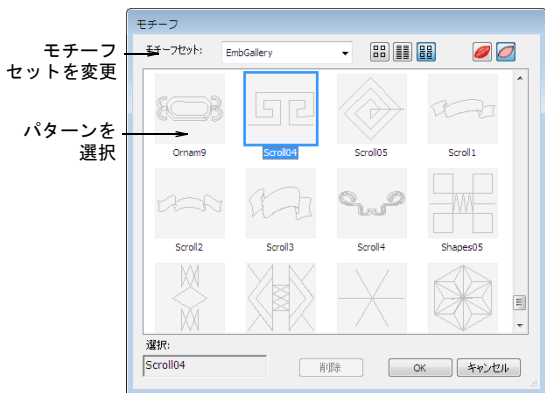 モチーフ
モチーフ
セットを変更
モチーフセット:
EmbGallery
パターンを
選択
Ornam9
Scroll04
Scroll05
Scroll1
Scroll2
Scroll3
Scroll4
Shapes05
選択:
Scroll04
削除
OK
キャンセル